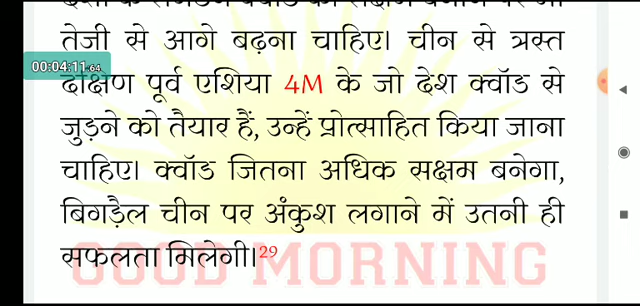 तेजी से आगे बढ़ना चाहिए। चीन से त्रस्त
00:04:11.64
दक्षिण पूर्व एशिया 4M के जो देश क्वॉड से
जुड़ने को तैयार हैं, उन्हें प्रोत्साहित किया जाना
चाहिए। क्वॉड जितना अधिक सक्षम बनेगा,
बिगड़ैल चीन पर अंकुश लगाने में उतनी ही
सफलता मिलेगी।29
GOOD MORNING